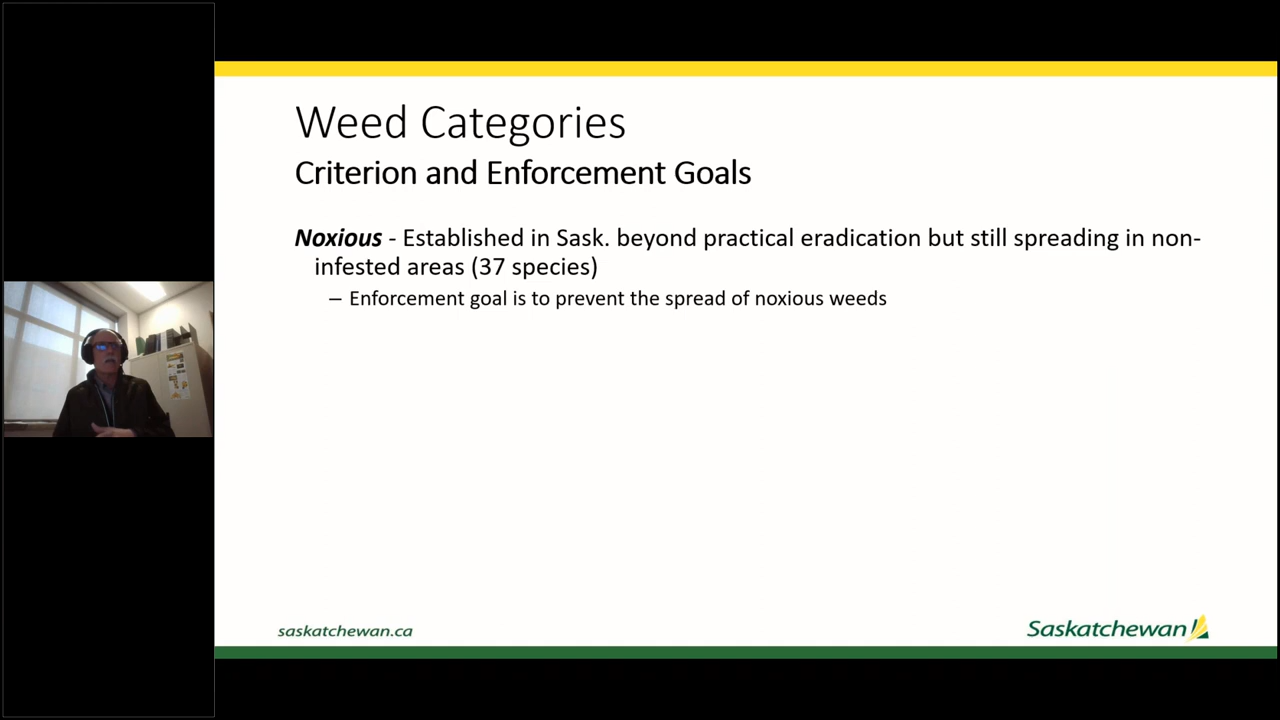 Weed Categories
Criterion and Enforcement Goals
Noxious - Established in Sask. beyond practical eradication but still spreading in non-
infested areas (37 species)
– Enforcement goal is to prevent the spread of noxious weeds
saskatchewan.ca
Saskatchewan